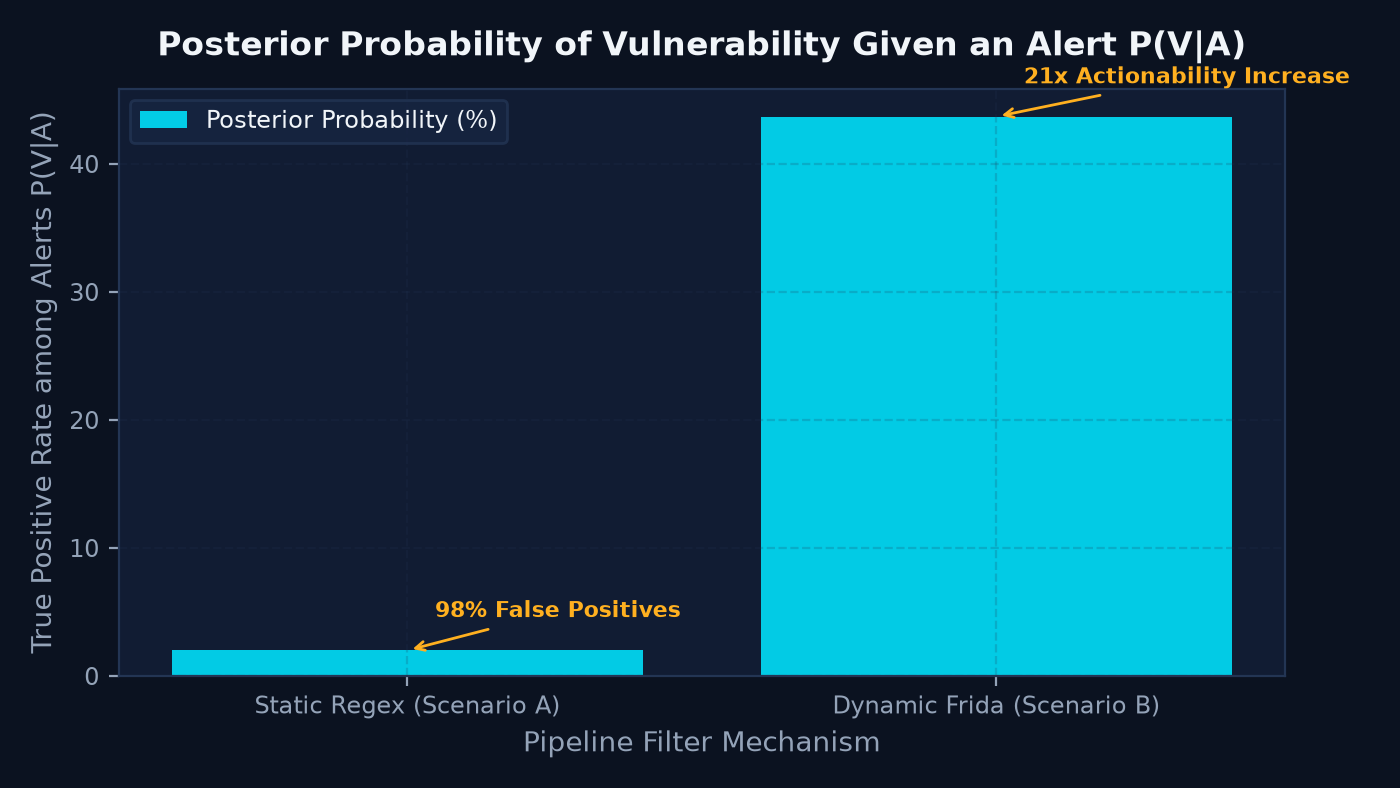 Posterior Probability of Vulnerability Given an Alert P(V|A)
21x Actionability Increase
Posterior Probability (%)
True Positive Rate among Alerts P(V|A)
40
30
20
10
0
98% False Positives
Static Regex (Scenario A)
Dynamic Frida (Scenario B)
Pipeline Filter Mechanism